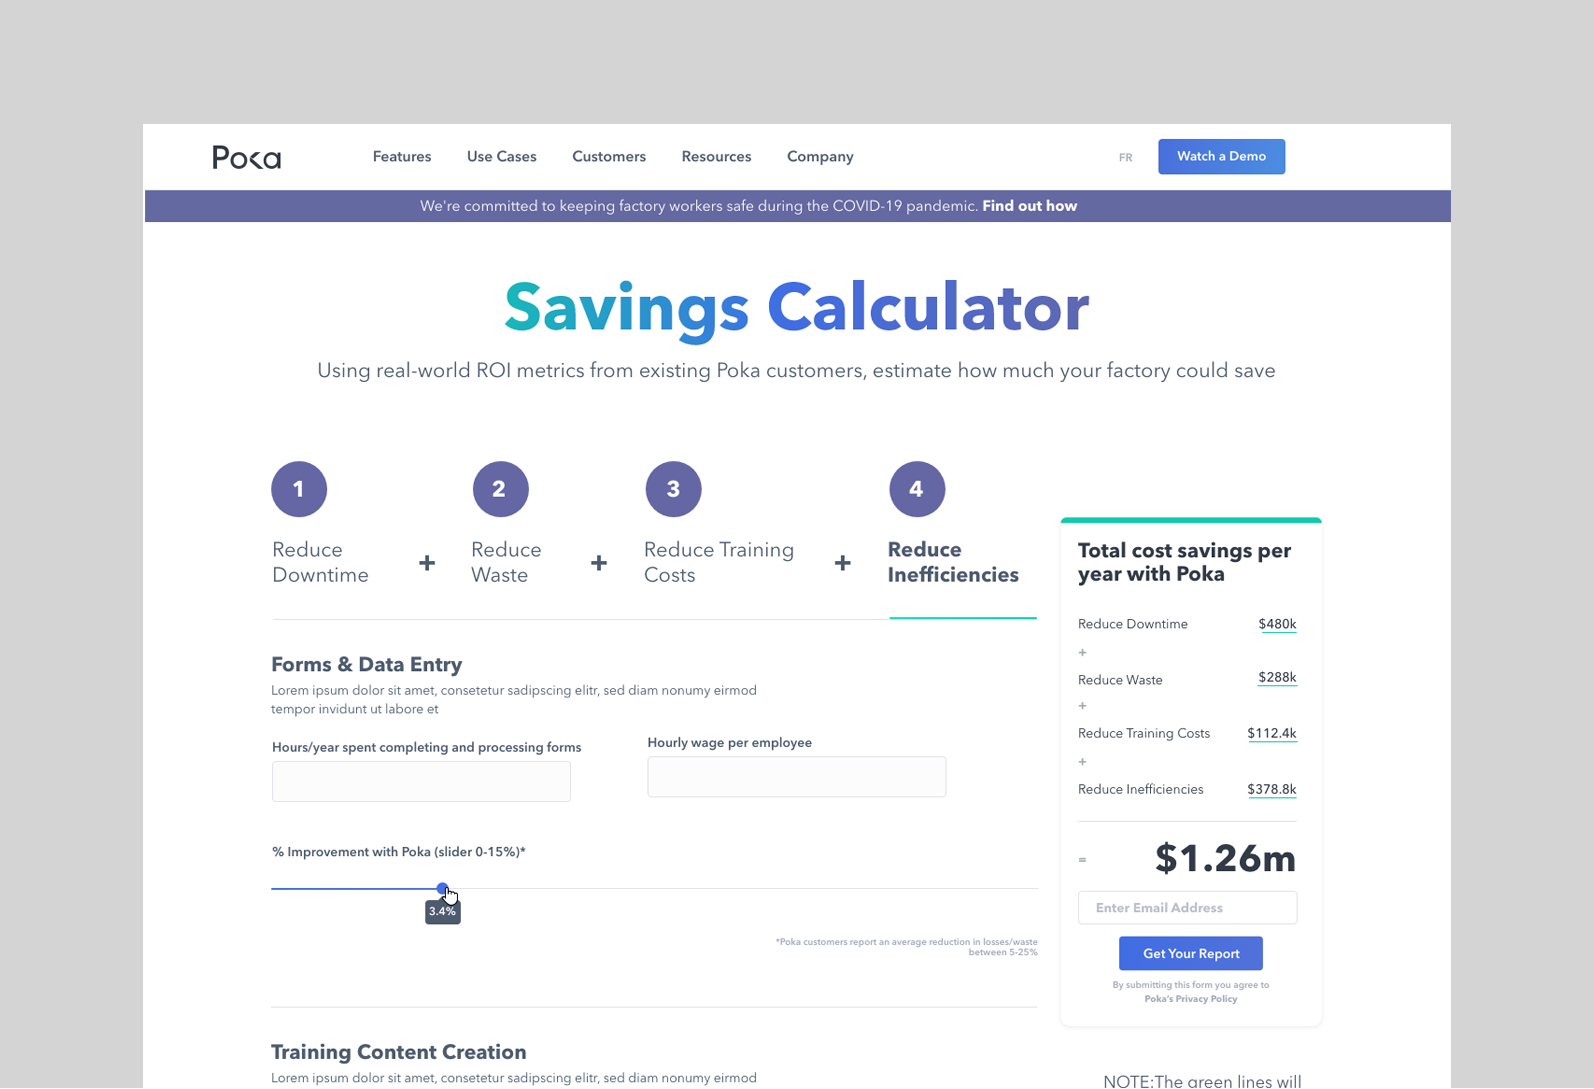 Poka
Features Use Cases Customers Resources Company FR Watch a Demo
We're committed to keeping factory workers safe during the COVID-19 pandemic. Find out how
Savings Calculator
Using real-world ROI metrics from existing Poka customers, estimate how much your factory could save
1 2 3 4
Reduce
Downtime
+
Reduce
Waste
+
Reduce Training
Costs
+
Reduce
Inefficiencies
Forms & Data Entry
Lorem ipsum dolor sit amet, consetetur sadipscing elitr, sed diam nonumy eirmod
tempor invidunt ut labore et
Hours/year spent completing and processing forms
Hourly wage per employee
% Improvement with Poka (slider 0-15%)*
3.4%
*Poka customers report an average reduction in losses/waste
between 5-25%
Training Content Creation
Lorem ipsum dolor sit amet, consetetur sadipscing elitr, sed diam nonumy eirmod
Total cost savings per
year with Poka
Reduce Downtime $480k
+
Reduce Waste $288k
+
Reduce Training Costs $112.4k
+
Reduce Inefficiencies $378.8k
= $1.26m
Enter Email Address
Get Your Report
By submitting this form you agree to
Poka's Privacy Policy
NOTE:The green lines will